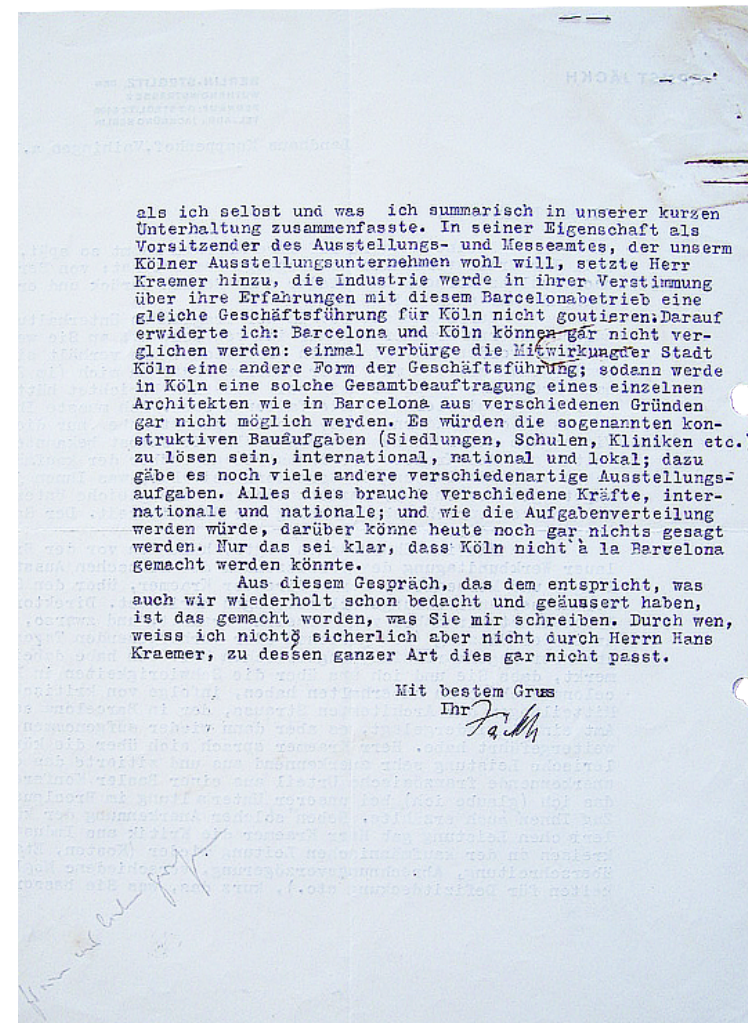 als ich selbst und was ich summarisch in unserer kurzen
Unterhaltung zusammenfasste. In seiner Eigenschaft als
Vorsitzender des Ausstellungs- und Messeamtes, der unserm
Kölner Ausstellungsunternehmen wohl will, setzte Herr
Kraemer hinzu, die Industrie werde in ihrer Verstimmung
über ihre Erfahrungen mit diesem Barcelonabetrieb eine
gleiche Geschäftsführung für Köln nicht goutieren. Darauf
erwiderte ich: Barcelona und Köln können gar nicht ver-
glichen werden: einmal verbürge die Mitwirkungder Stadt
Köln eine andere Form der Geschäftsführung; sodann werde
in Köln eine solche Gesamtbeauftragung eines einzelnen
Architekten wie in Barcelona aus verschiedenen Gründen
gar nicht möglich werden. Es würden die sogenannten kon-
struktiven Bauaufgaben (Siedlungen, Schulen, Kliniken etc.)
zu lösen sein, international, national und lokal; dazu
gäbe es noch viele andere verschiedenartige Ausstellungs-
aufgaben. Alles dies brauche verschiedene Kräfte, inter-
nationale und nationale; und wie die Aufgabenverteilung
werden würde, darüber könne heute noch gar nichts gesagt
werden. Nur das sei klar, dass Köln nicht à la Barcelona
gemacht werden könnte.
Aus diesem Gespräch, das dem entspricht, was
auch wir wiederholt schon bedacht und geäussert haben,
ist das gemacht worden, was Sie mir schreiben. Durch wen,
weiss ich nicht; sicherlich aber nicht durch Herrn Hans
Kraemer, zu dessen ganzer Art dies gar nicht passt.
Mit bestem Gruss
Ihr Jäckh